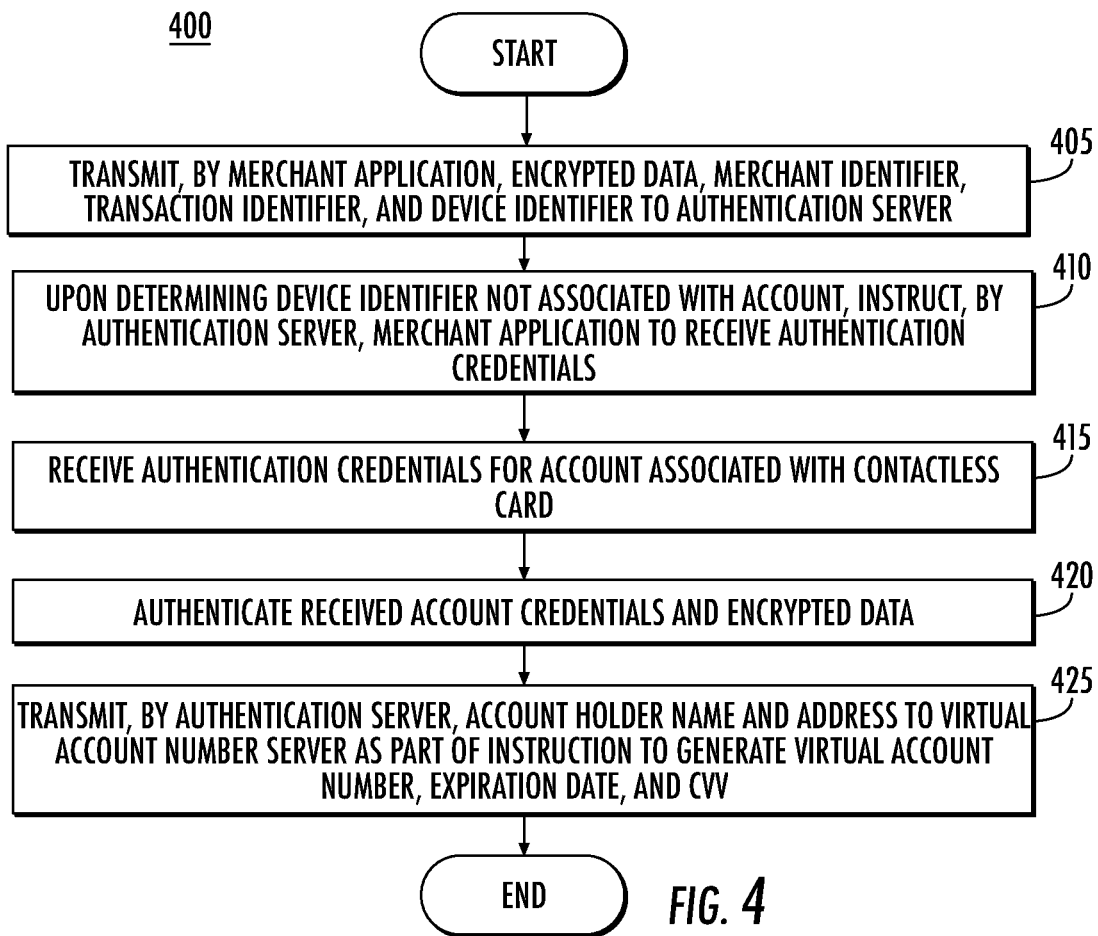 400
START
405
TRANSMIT, BY MERCHANT APPLICATION, ENCRYPTED DATA, MERCHANT IDENTIFIER,
TRANSACTION IDENTIFIER, AND DEVICE IDENTIFIER TO AUTHENTICATION SERVER
410
UPON DETERMINING DEVICE IDENTIFIER NOT ASSOCIATED WITH ACCOUNT, INSTRUCT, BY
AUTHENTICATION SERVER, MERCHANT APPLICATION TO RECEIVE AUTHENTICATION
CREDENTIALS
415
RECEIVE AUTHENTICATION CREDENTIALS FOR ACCOUNT ASSOCIATED WITH CONTACTLESS
CARD
420
AUTHENTICATE RECEIVED ACCOUNT CREDENTIALS AND ENCRYPTED DATA
425
TRANSMIT, BY AUTHENTICATION SERVER, ACCOUNT HOLDER NAME AND ADDRESS TO VIRTUAL
ACCOUNT NUMBER SERVER AS PART OF INSTRUCTION TO GENERATE VIRTUAL ACCOUNT
NUMBER, EXPIRATION DATE, AND CVV
END
FIG. 4